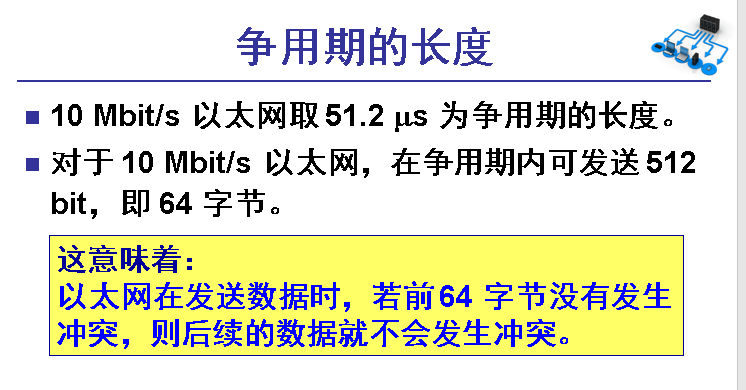 争用期的长度
10 Mbit/s 以太网取 51.2 μs 为争用期的长度。
对于 10 Mbit/s 以太网，在争用期内可发送 512
bit，即 64 字节。
这意味着：
以太网在发送数据时，若前 64 字节没有发生
冲突，则后续的数据就不会发生冲突。